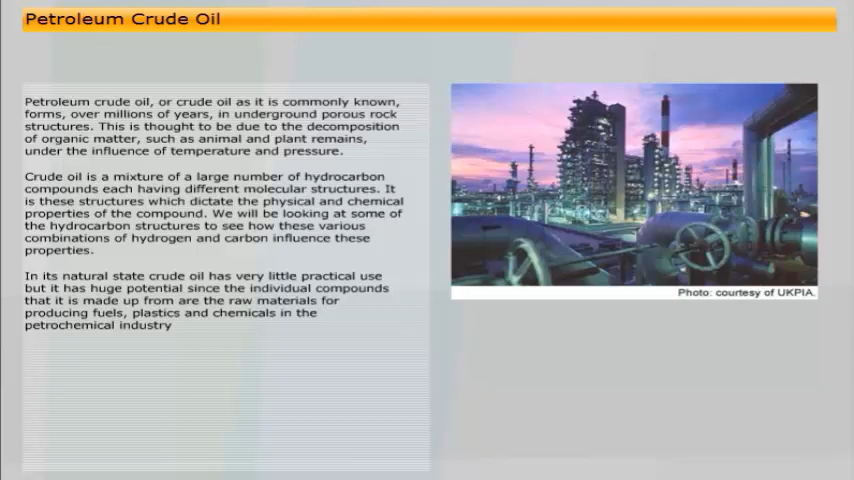 Petroleum Crude Oil
Petroleum crude oil, or crude oil as it is commonly known,
forms, over millions of years, in underground porous rock
structures. This is thought to be due to the decomposition
of organic matter, such as animal and plant remains,
under the influence of temperature and pressure.
Crude oil is a mixture of a large number of hydrocarbon
compounds each having different molecular structures. It
is these structures which dictate the physical and chemical
properties of the compound. We will be looking at some of
the hydrocarbon structures to see how these various
combinations of hydrogen and carbon influence these
properties.
In its natural state crude oil has very little practical use
but it has huge potential since the individual compounds
that it is made up from are the raw materials for
producing fuels, plastics and chemicals in the
petrochemical industry
Photo: courtesy of UKPIA.